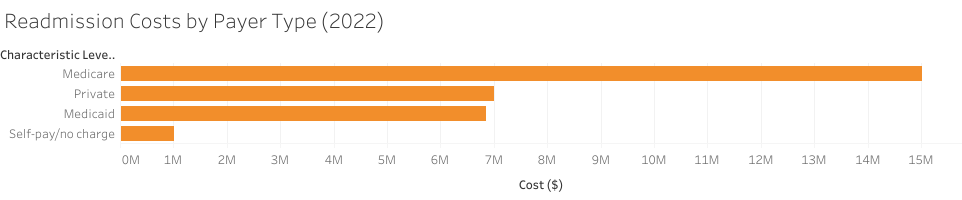 Readmission Costs by Payer Type (2022)
Characteristic Leve..
Medicare
Private
Medicaid
Self-pay/no charge
0M 1M 2M 3M 4M 5M 6M 7M 8M 9M 10M 11M 12M 13M 14M 15M
Cost ($)